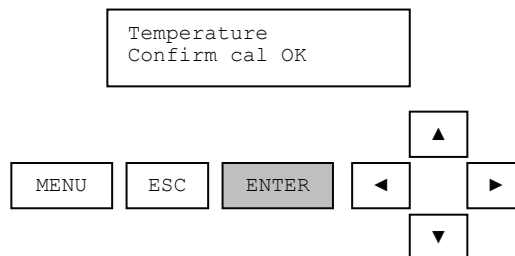 Temperature
Confirm cal OK
▲
MENU ESC ENTER ◄ ►
▼